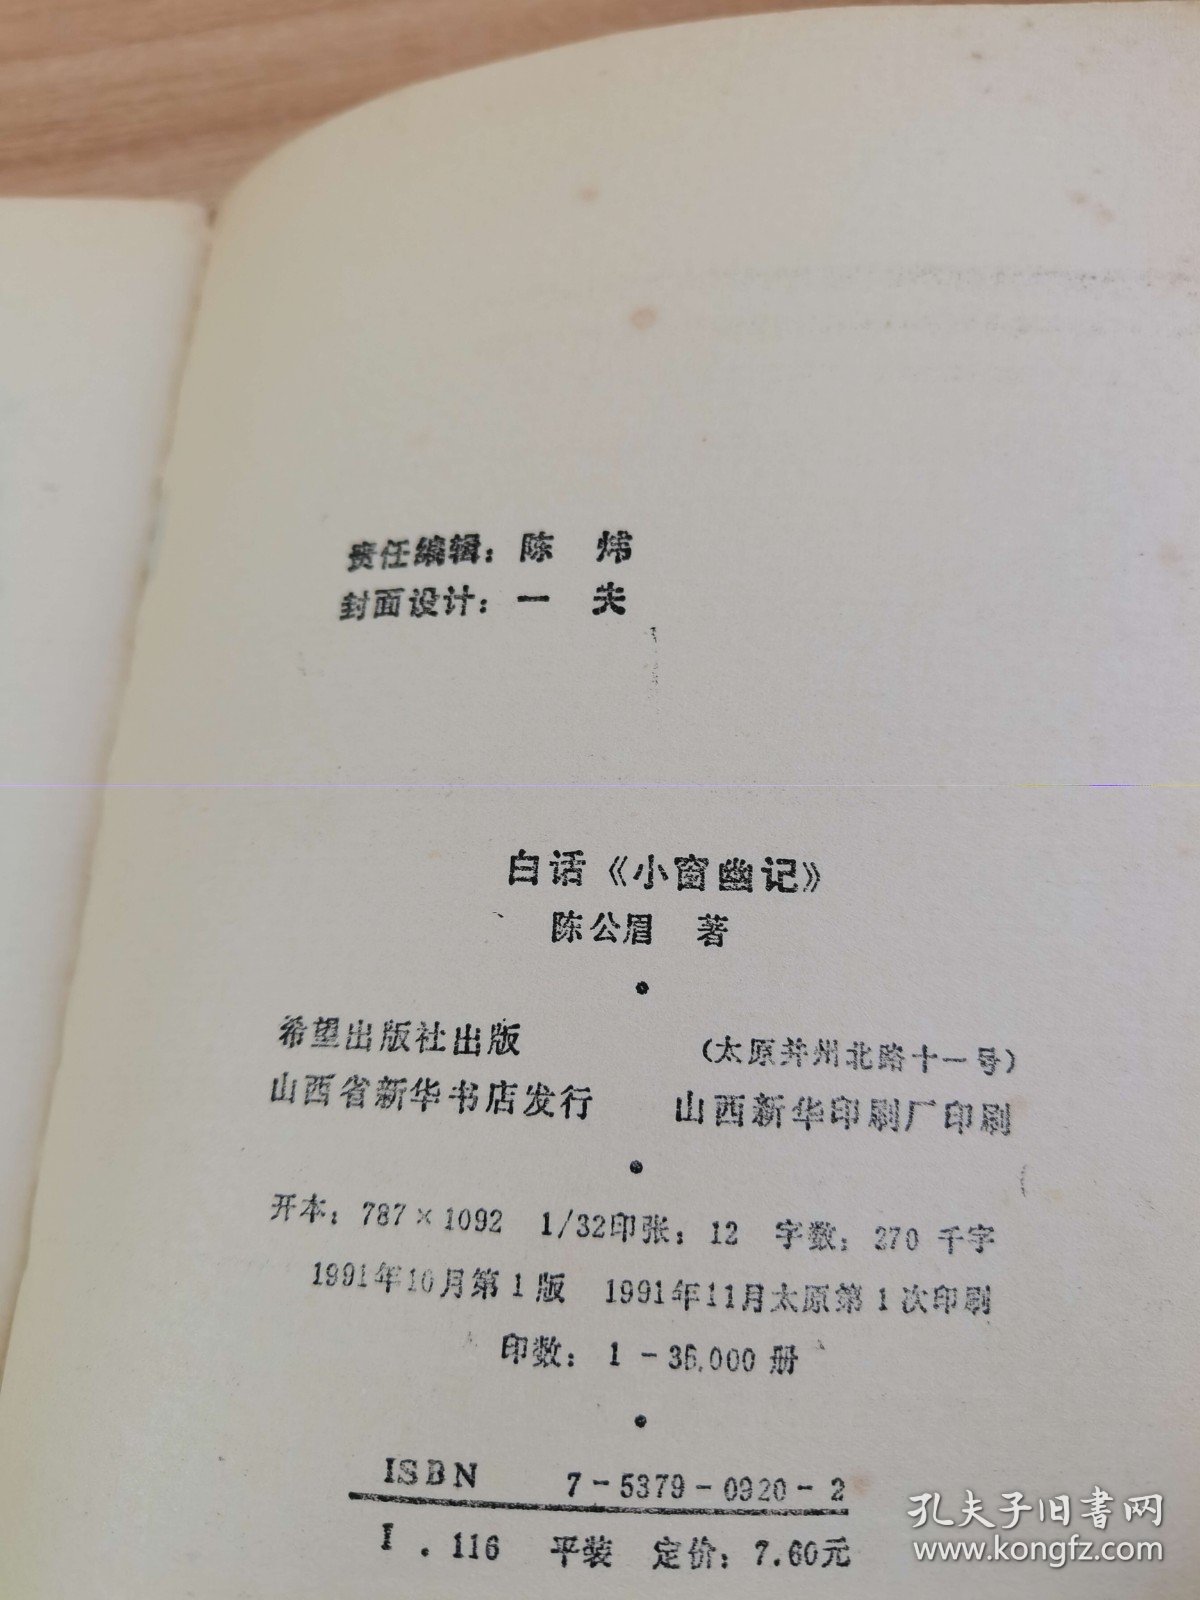 责任编辑：陈 炜
封面设计：一 夫
白话《小窗幽记》
陈公眉 著
希望出版社出版 （太原并州北路十一号）
山西省新华书店发行 山西新华印刷厂印刷
开本：787×1092 1/32印张：12 字数：270 千字
1991年10月第1版 1991年11月太原第1次印刷
印数：1－35,000册
ISBN 7－5379－0920－2
I．116 平装 定价：7.60元
孔夫子旧书网
www.kongfz.com